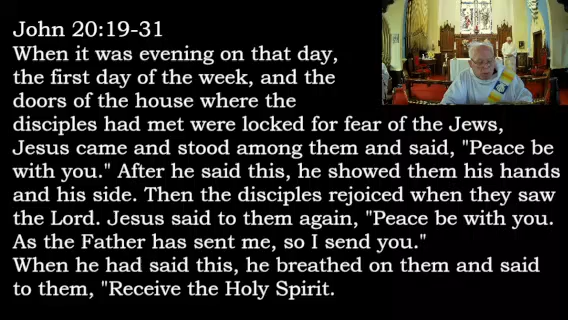 John 20:19-31
When it was evening on that day,
the first day of the week, and the
doors of the house where the
disciples had met were locked for fear of the Jews,
Jesus came and stood among them and said, "Peace be
with you." After he said this, he showed them his hands
and his side. Then the disciples rejoiced when they saw
the Lord. Jesus said to them again, "Peace be with you.
As the Father has sent me, so I send you."
When he had said this, he breathed on them and said
to them, "Receive the Holy Spirit.